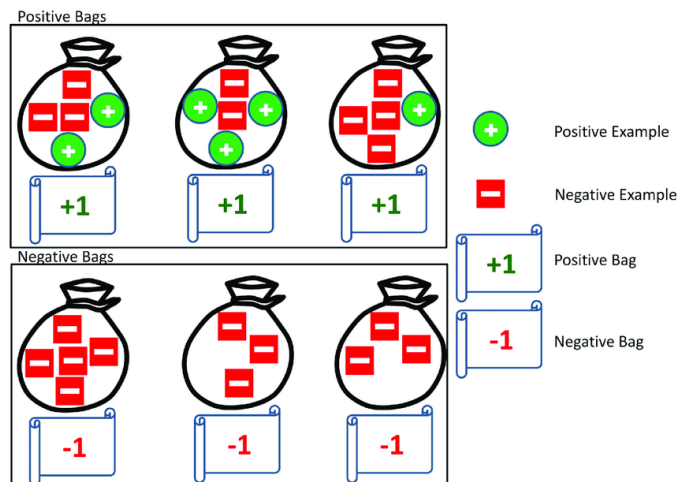 Positive Bags
+1
+1
+1
Negative Bags
-1
-1
-1
Positive Example
Negative Example
+1
Positive Bag
-1
Negative Bag